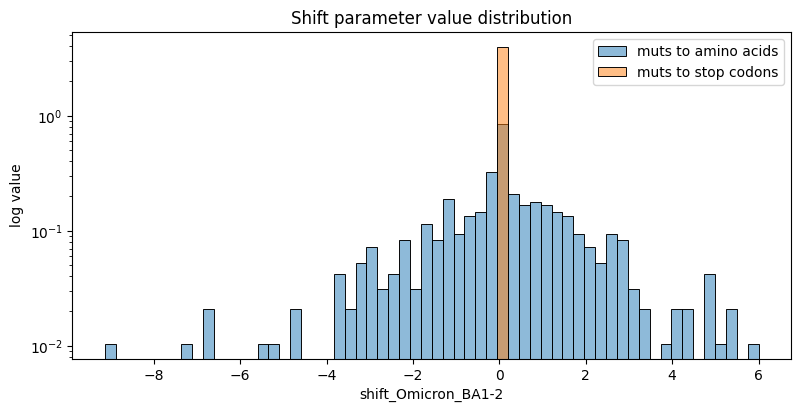 Shift parameter value distribution
muts to amino acids
muts to stop codons
log value
10⁰
10⁻¹
10⁻²
−8 −6 −4 −2 0 2 4 6
shift_Omicron_BA1-2